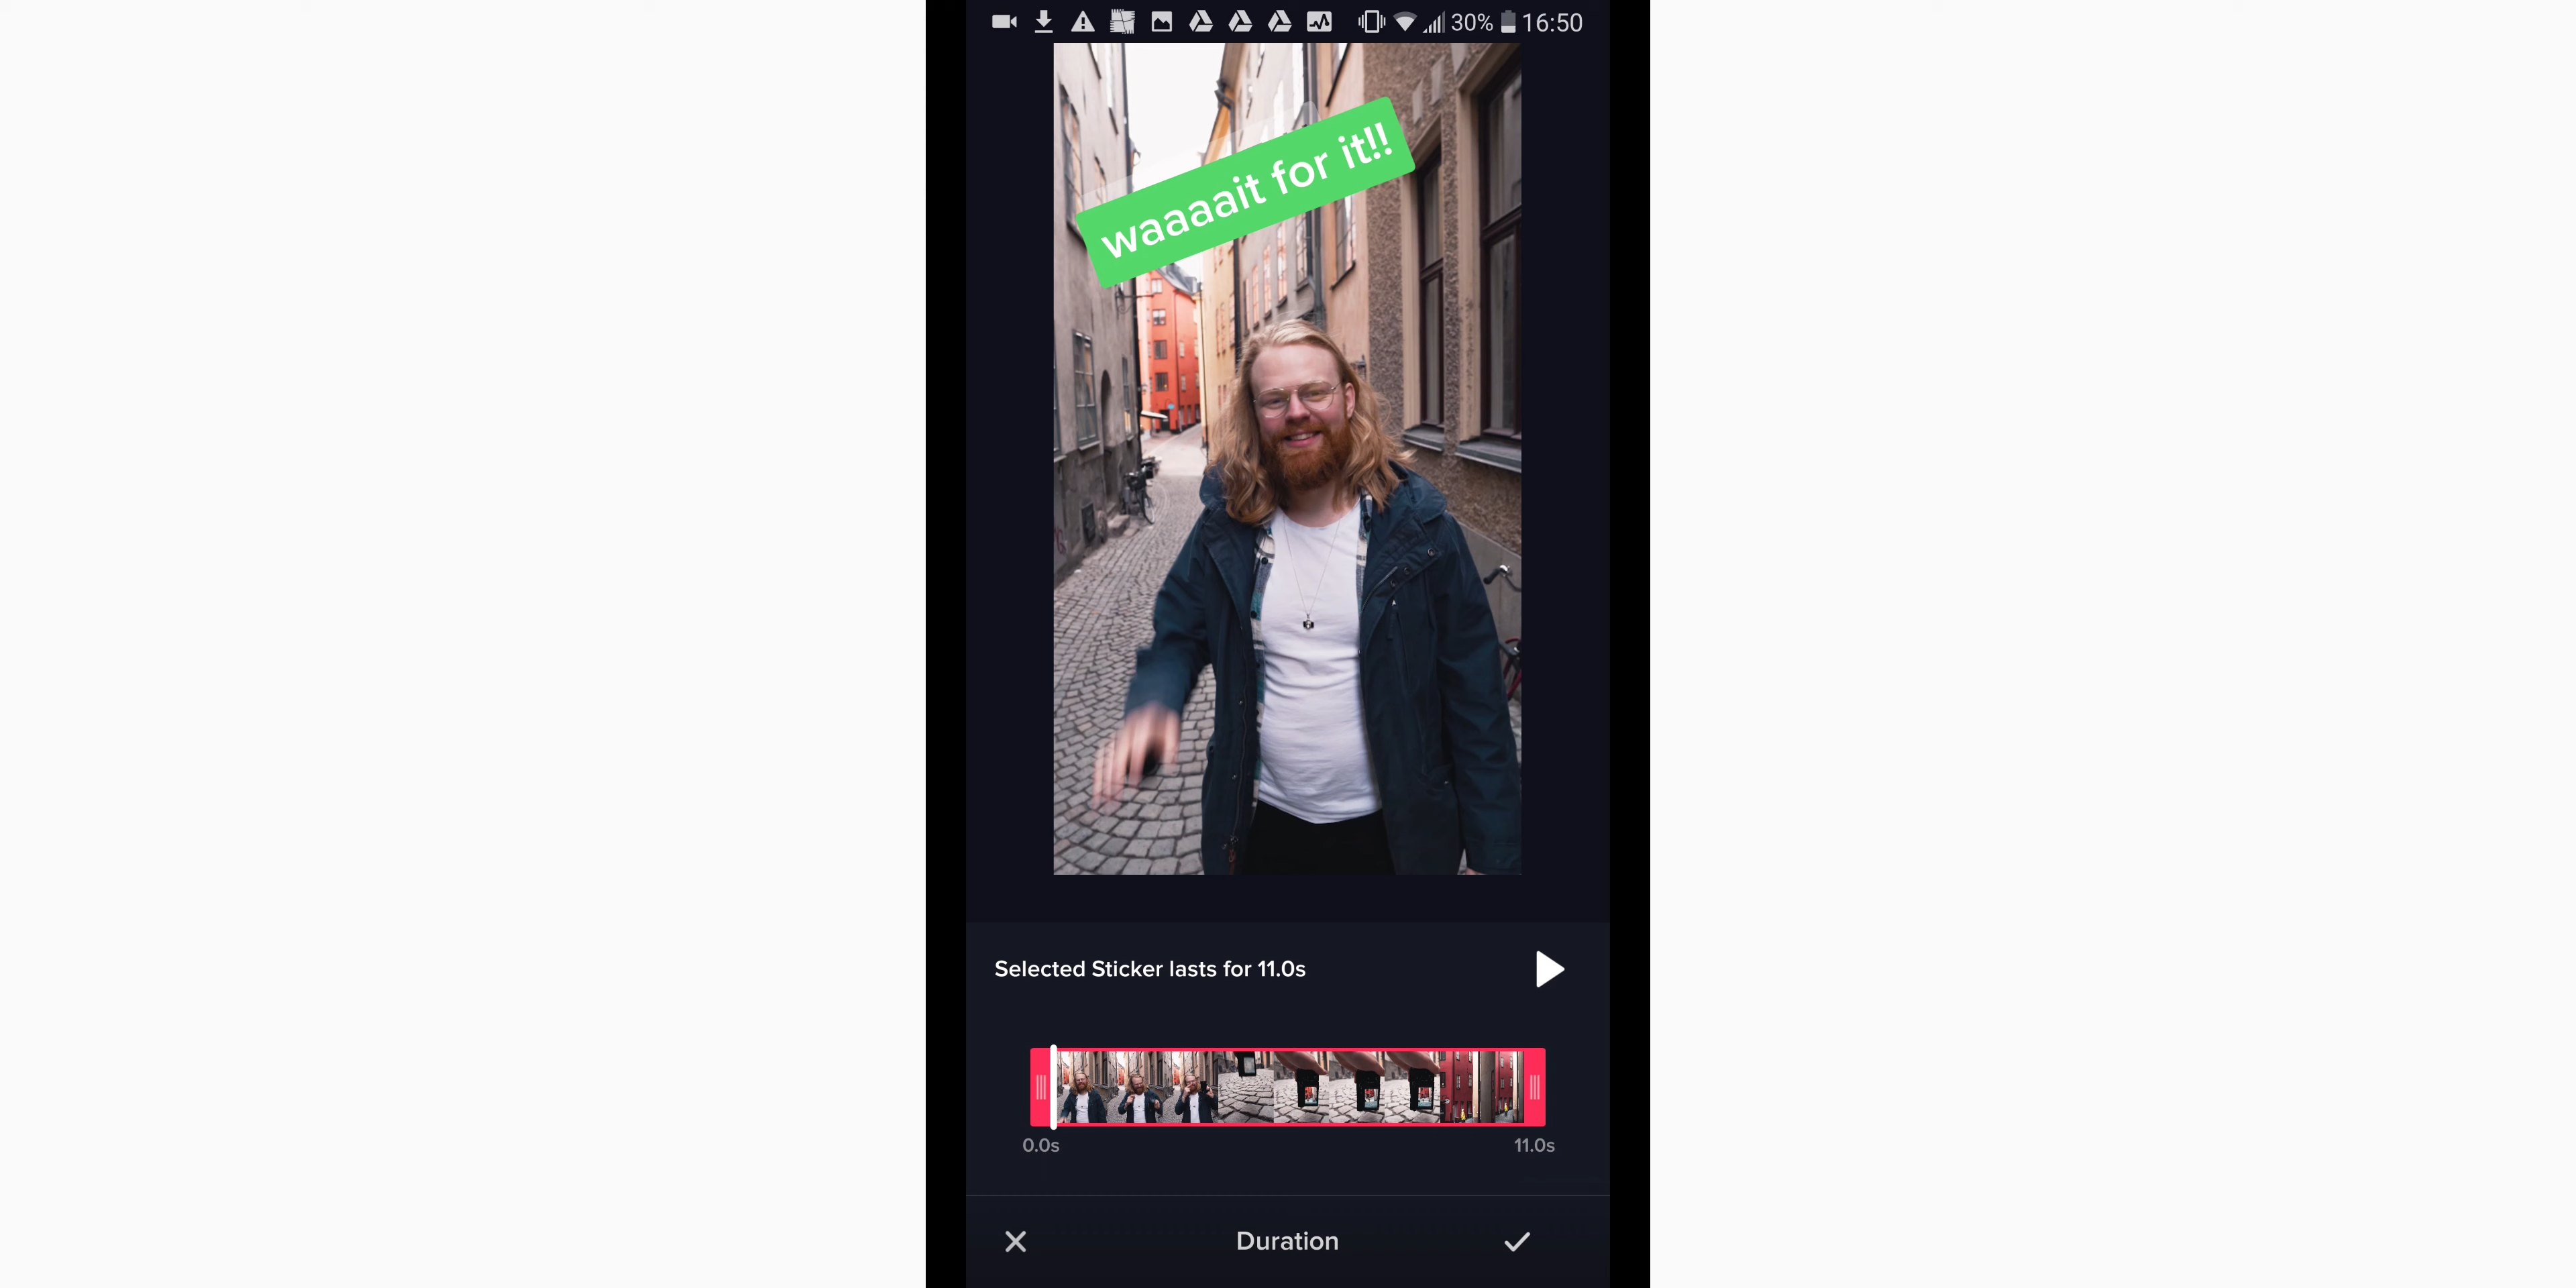 30% 16:50
waaaait for it!!
Selected Sticker lasts for 11.0s
0.0s 11.0s
Duration